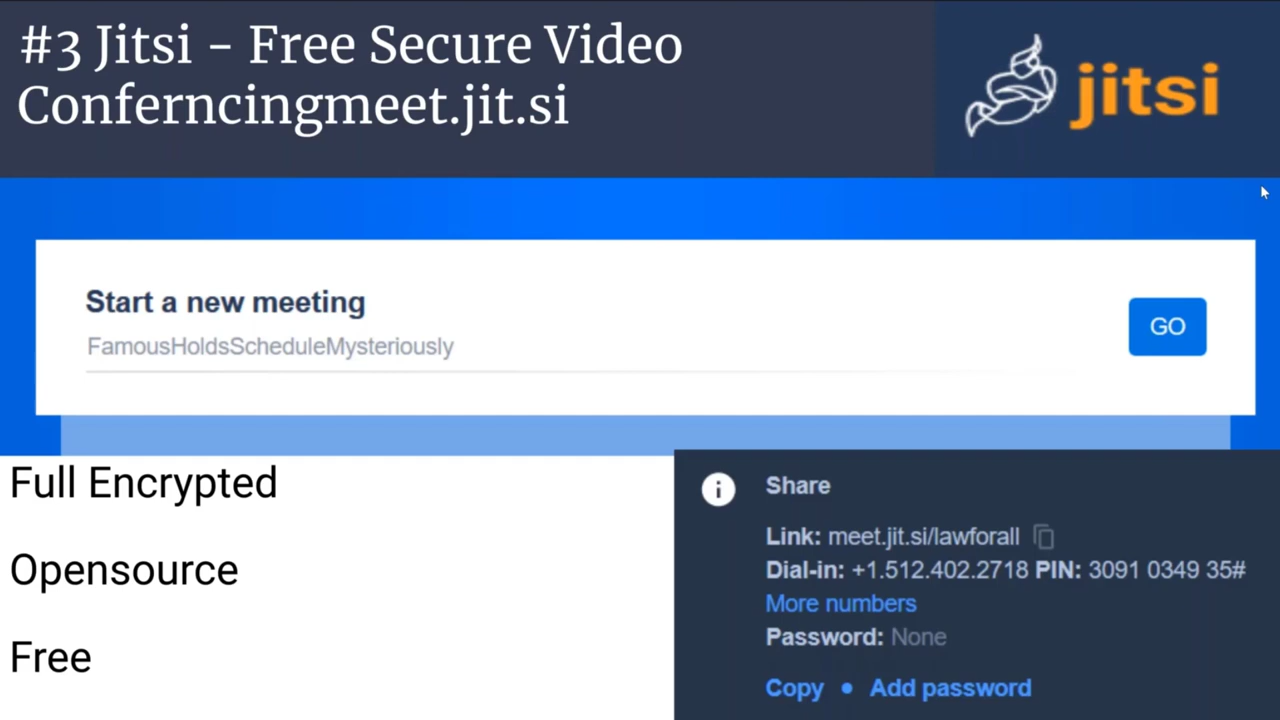 #3 Jitsi - Free Secure Video
Conferncingmeet.jit.si
jitsi
Start a new meeting
FamousHoldsScheduleMysteriously
GO
Full Encrypted
Opensource
Free
Share
Link: meet.jit.si/lawforall
Dial-in: +1.512.402.2718 PIN: 3091 0349 35#
More numbers
Password: None
Copy • Add password